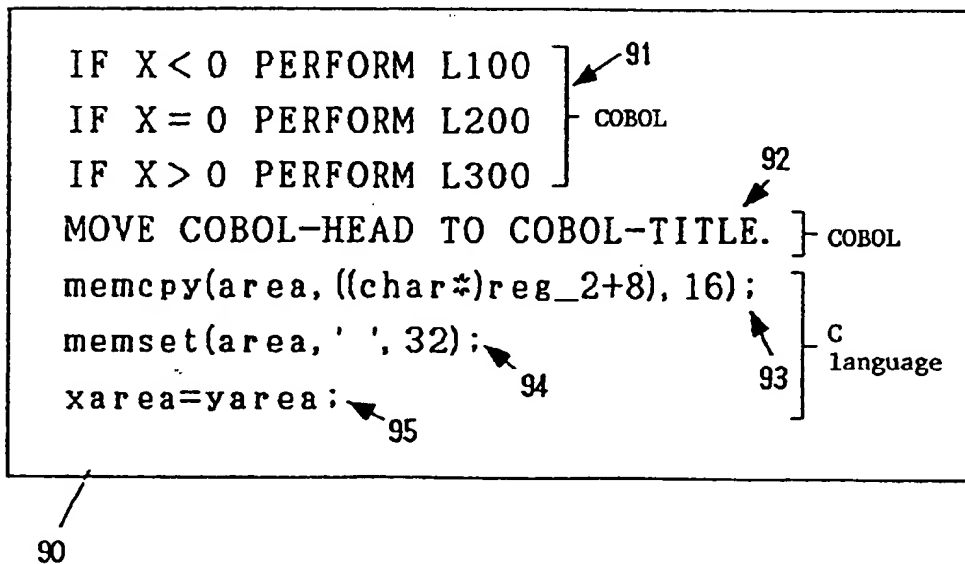 IF X < 0 PERFORM L100
91
IF X = 0 PERFORM L200
COBOL
IF X > 0 PERFORM L300
92
MOVE COBOL-HEAD TO COBOL-TITLE.
COBOL
memcpy(area, ((char*)reg_2+8), 16);
93
memset(area, ' ', 32);
94
C
language
xarea=yarea;
95
90